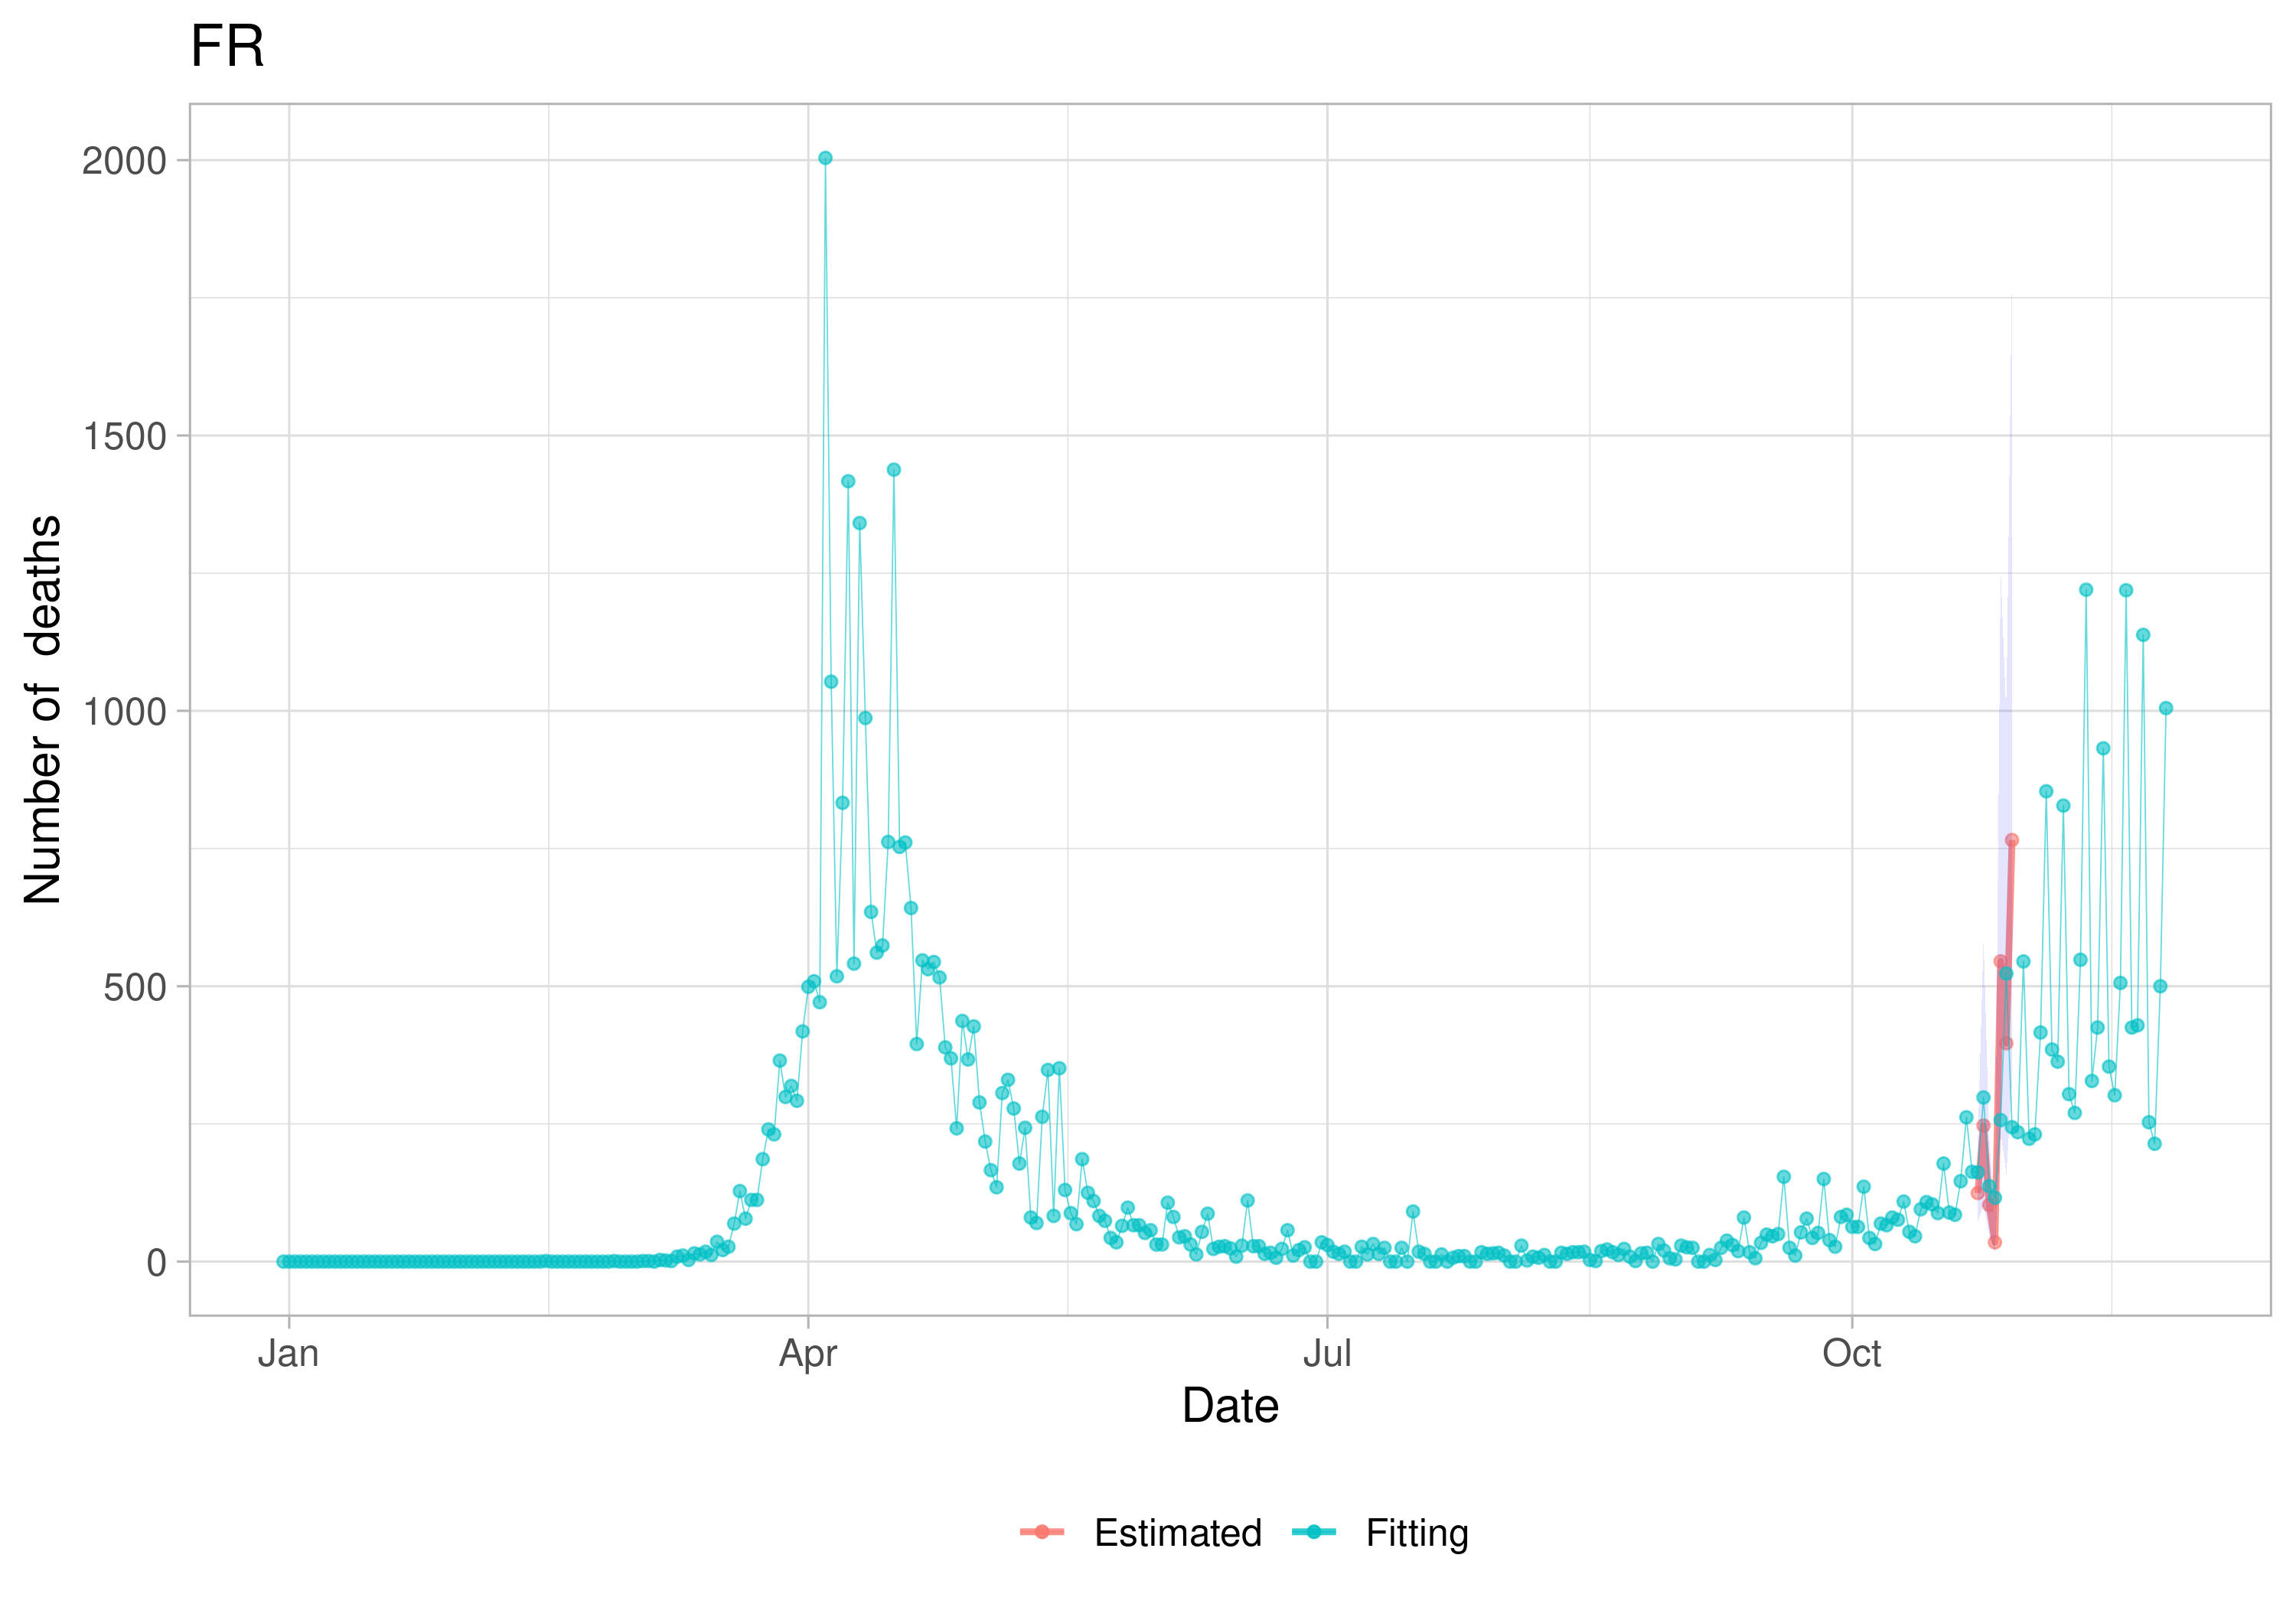 FR
2000
1500
1000
500
0
Number of  deaths
Jan
Apr
Jul
Oct
Date
Estimated
Fitting